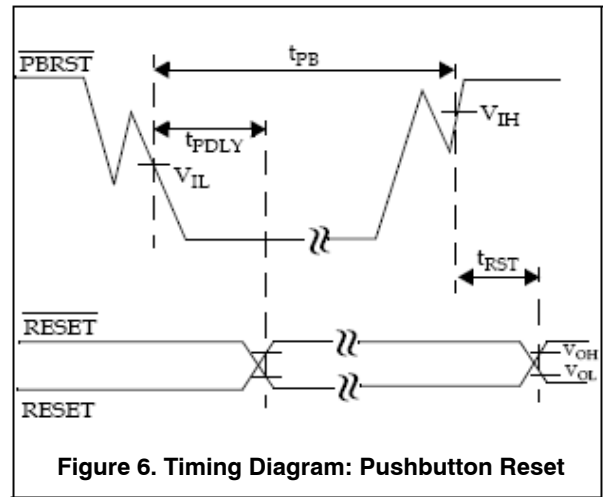 PBRST
tPB
VIH
tPDLY
VIL
tRST
RESET
VOH
VOL
RESET
Figure 6. Timing Diagram: Pushbutton Reset